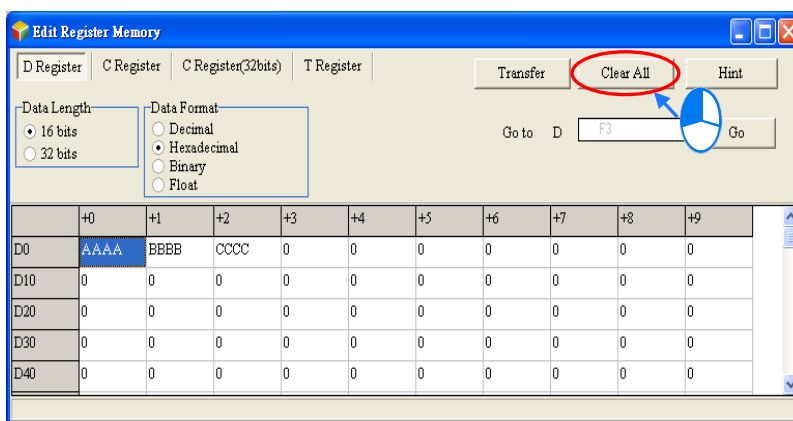 Edit Register Memory
D Register C Register C Register(32bits) T Register Transfer Clear All Hint
Data Length Data Format
16 bits Decimal Go to D F3 Go
32 bits Hexadecimal
Binary
Float
+0 +1 +2 +3 +4 +5 +6 +7 +8 +9
D0 AAAA BBBB CCCC 0 0 0 0 0 0 0
D10 0 0 0 0 0 0 0 0 0 0
D20 0 0 0 0 0 0 0 0 0 0
D30 0 0 0 0 0 0 0 0 0 0
D40 0 0 0 0 0 0 0 0 0 0